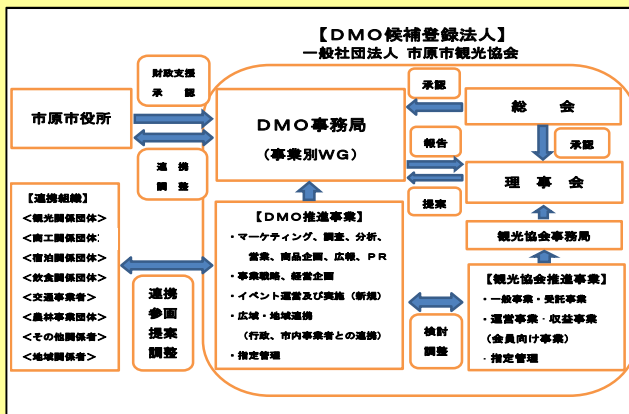 【DMO候補登録法人】
一般社団法人 市原市観光協会
財政支援
承 認
市原市役所
連 携
調 整
DMO事務局
(事業別WG)
承認
総 会
承認
報告
提案
理事会
観光協会事務局
【連携組織】
<観光関係団体>
<商工関係団体:
<宿泊関係団体>
<飲食関係団体>
<交通事業者>
<農林事業団体>
<その他関係者>
<地域関係者>
連携
参画
提案
調整
【DMO推進事業】
・マーケティング、調査、分析、
営業、商品企画、広報、PR
・事業戦略、経営企画
・イベント運営及び実施(新規)
・広域・地域連携
(行政、市内事業者との連携)
・指定管理
検討
調整
【観光協会推進事業】
・一般事業・受託事業
・運営事業・収益事業
(会員向け事業)
・指定管理